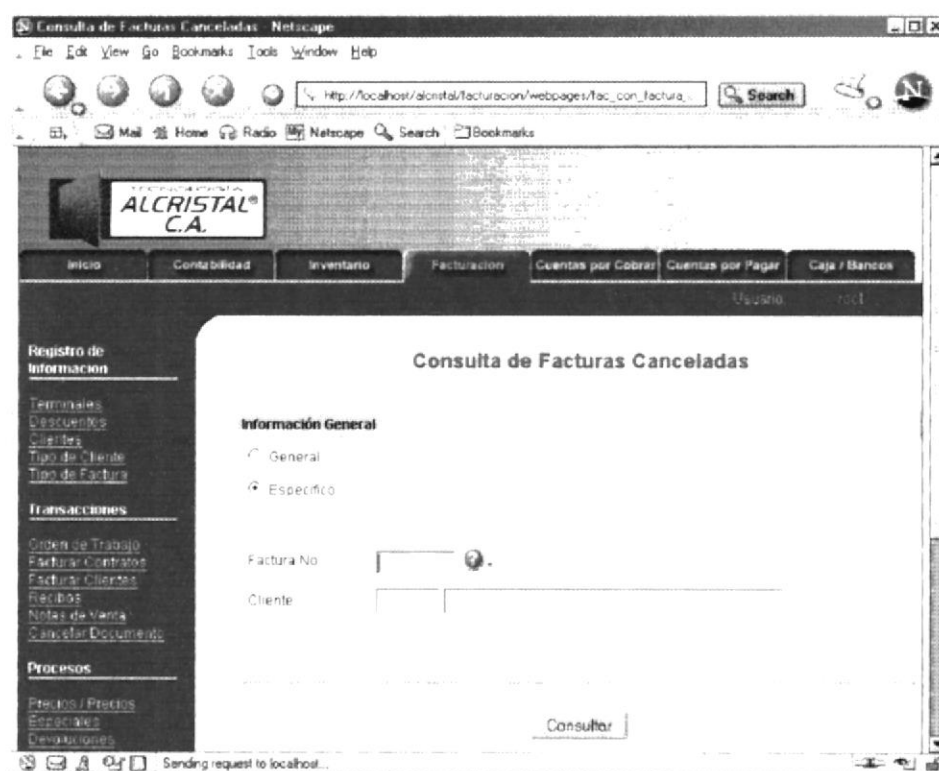 Consulta de Facturas Canceladas - Netscape
File Edit View Go Bookmarks Tools Window Help
http://localhost/alcristal/facturacion/webpages/fac_con_factura_
Search
Mail Home Radio Netscape Search Bookmarks
ALCRISTAL®
C.A.
Inicio Contabilidad Inventario Facturacion Cuentas por Cobrar Cuentas por Pagar Caja / Bancos
Usuario root
Registro de
Informacion
Terminales
Descuentos
Clientes
Tipo de Cliente
Tipo de Factura
Transacciones
Orden de Trabajo
Facturar Contratos
Facturar Clientes
Recibos
Notas de Venta
Cancelar Documento
Procesos
Precios / Precios
Especiales
Devoluciones
Consulta de Facturas Canceladas
Información General
General
Especifico
Factura No
Cliente
Consultar
Sending request to localhost...